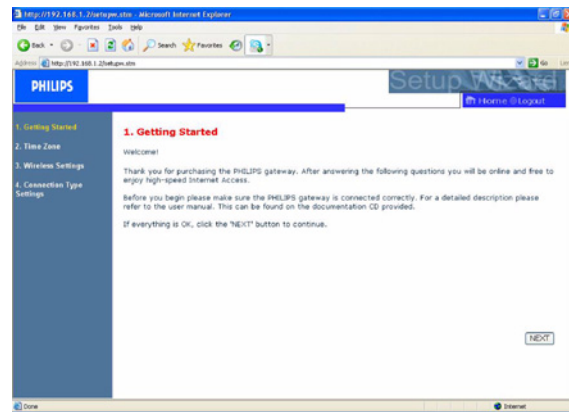 http://192.168.1.2/setupw.stm - Microsoft Internet Explorer
File Edit View Favorites Tools Help
Back Search Favorites
Address http://192.168.1.2/setupw.stm Go
PHILIPS
Setup Wizard
Home Logout
1. Getting Started
2. Time Zone
3. Wireless Settings
4. Connection Type
Settings
1. Getting Started
Welcome!
Thank you for purchasing the PHILIPS gateway. After answering the following questions you will be online and free to
enjoy high-speed Internet Access.
Before you begin please make sure the PHILIPS gateway is connected correctly. For a detailed description please
refer to the user manual. This can be found on the documentation CD provided.
If everything is OK, click the 'NEXT' button to continue.
NEXT
Done Internet